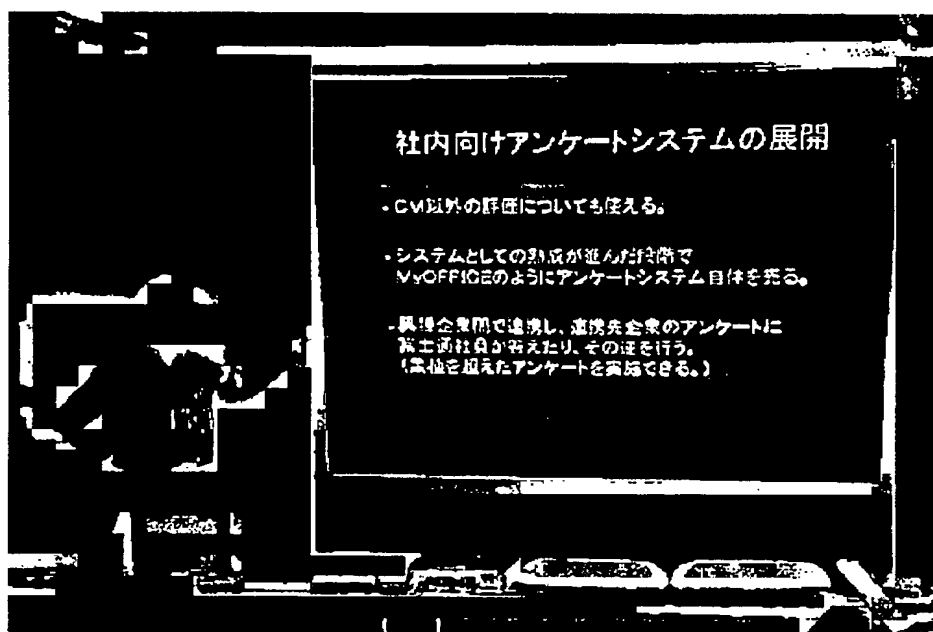 社内向けアンケートシステムの展開
・CM以外の評価についても使える。
・システムとしての熟成が進んだ段階で
MyOFFICEのようにアンケートシステム自体を売る。
・異種企業間で連携し、連携先企業のアンケートに
富士通社員が答えたり、その逆を行う。
(業種を超えたアンケートを実施できる。)